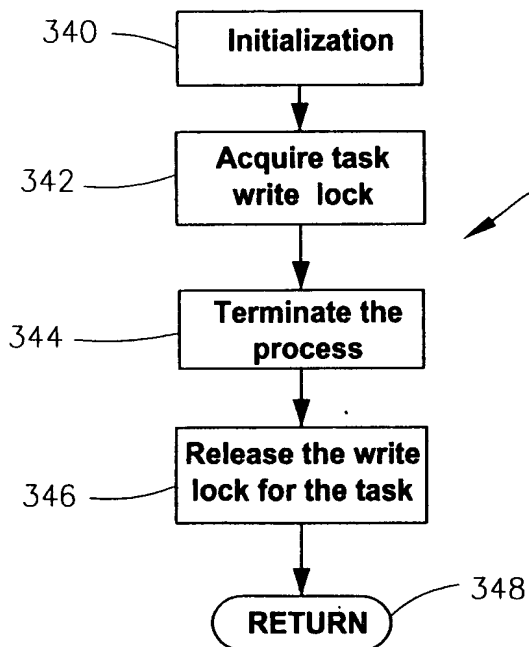 340
Initialization
342
Acquire task
write lock
344
Terminate the
process
346
Release the write
lock for the task
RETURN
348